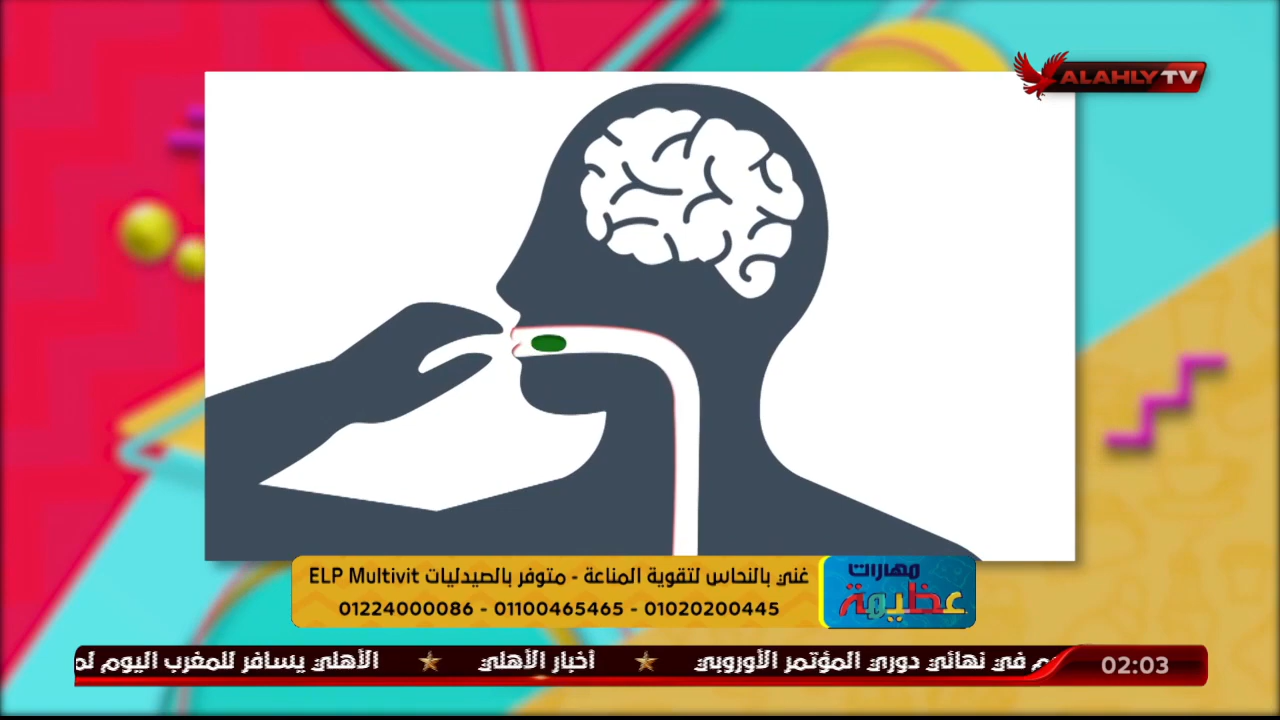 ALAHLY TV
غني بالنحاس لتقوية المناعة - متوفر بالصيدليات ELP Multivit
01224000086 - 01100465465 - 01020200445
مهارات
عظيمة
في نهائي دوري المؤتمر الأوروبي ★ أخبار الأهلي ★ الأهلي يسافر للمغرب اليوم
02:03